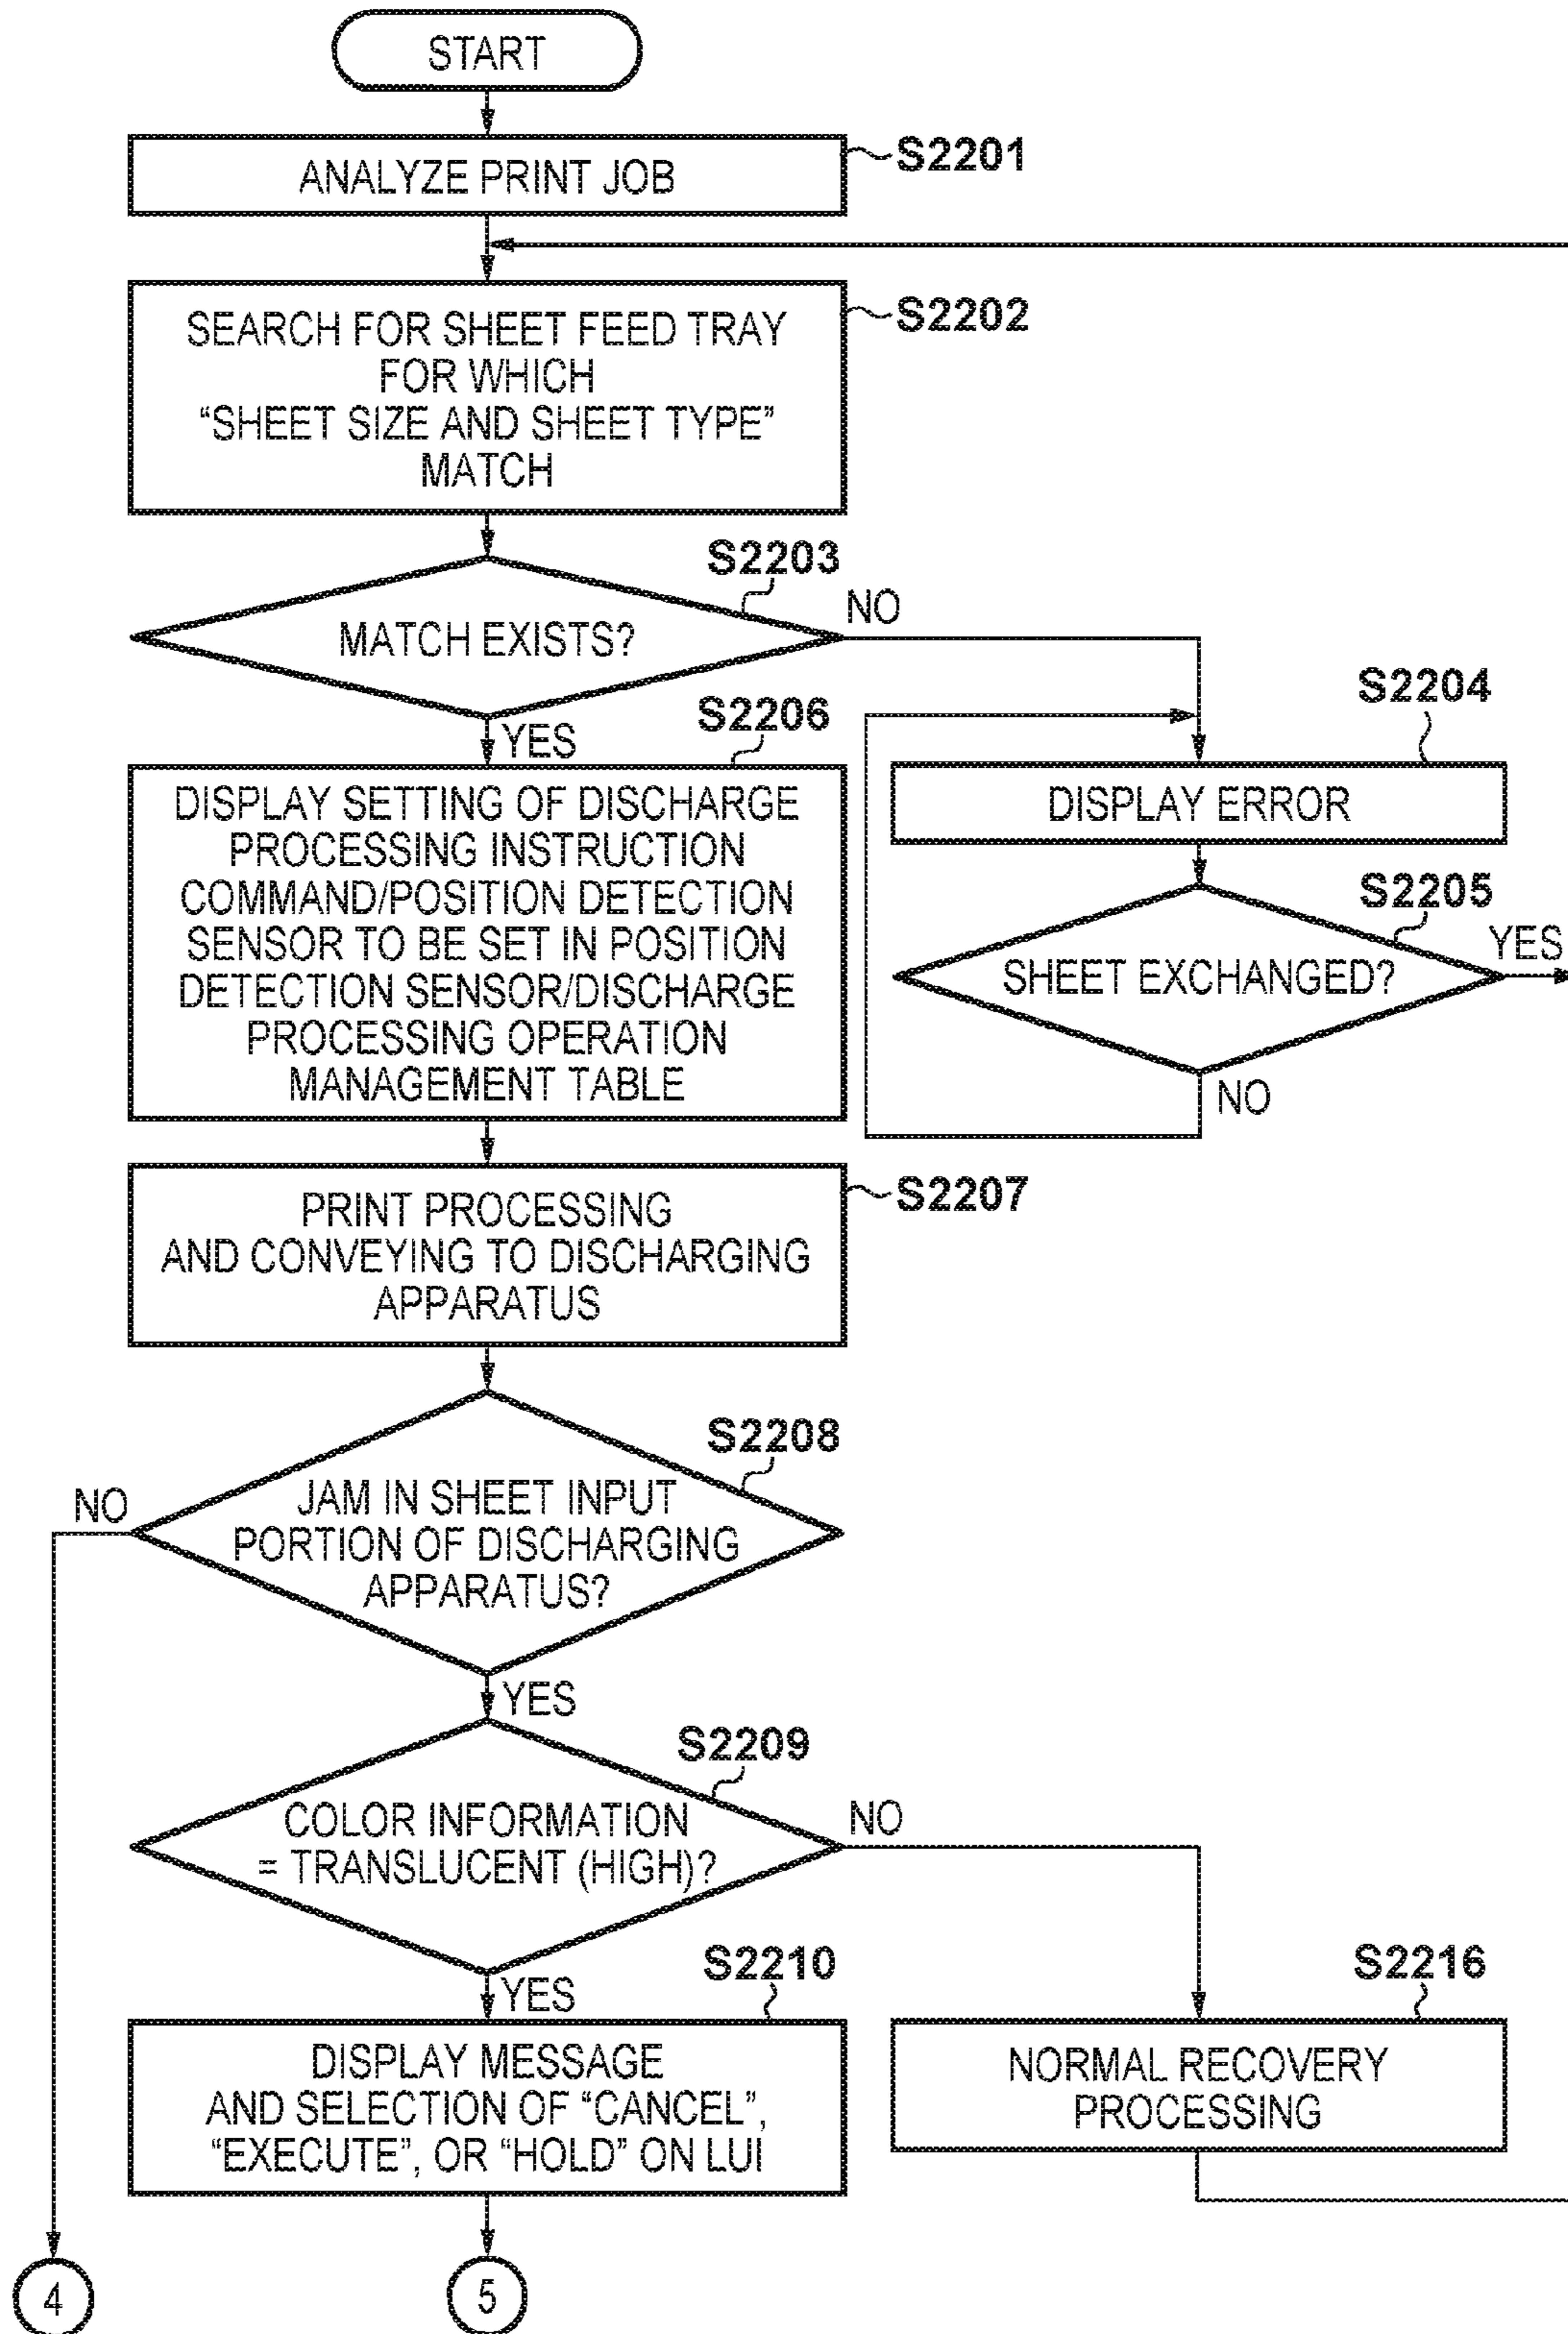 START
ANALYZE PRINT JOB
S2201
SEARCH FOR SHEET FEED TRAY
FOR WHICH
“SHEET SIZE AND SHEET TYPE”
MATCH
S2202
MATCH EXISTS?
S2203
NO
YES
S2204
DISPLAY ERROR
S2205
SHEET EXCHANGED?
YES
NO
S2206
DISPLAY SETTING OF DISCHARGE
PROCESSING INSTRUCTION
COMMAND/POSITION DETECTION
SENSOR TO BE SET IN POSITION
DETECTION SENSOR/DISCHARGE
PROCESSING OPERATION
MANAGEMENT TABLE
PRINT PROCESSING
AND CONVEYING TO DISCHARGING
APPARATUS
S2207
S2208
NO
JAM IN SHEET INPUT
PORTION OF DISCHARGING
APPARATUS?
YES
S2209
COLOR INFORMATION
= TRANSLUCENT (HIGH)?
NO
YES
S2210
DISPLAY MESSAGE
AND SELECTION OF “CANCEL”,
“EXECUTE”, OR “HOLD” ON LUI
S2216
NORMAL RECOVERY
PROCESSING
4
5